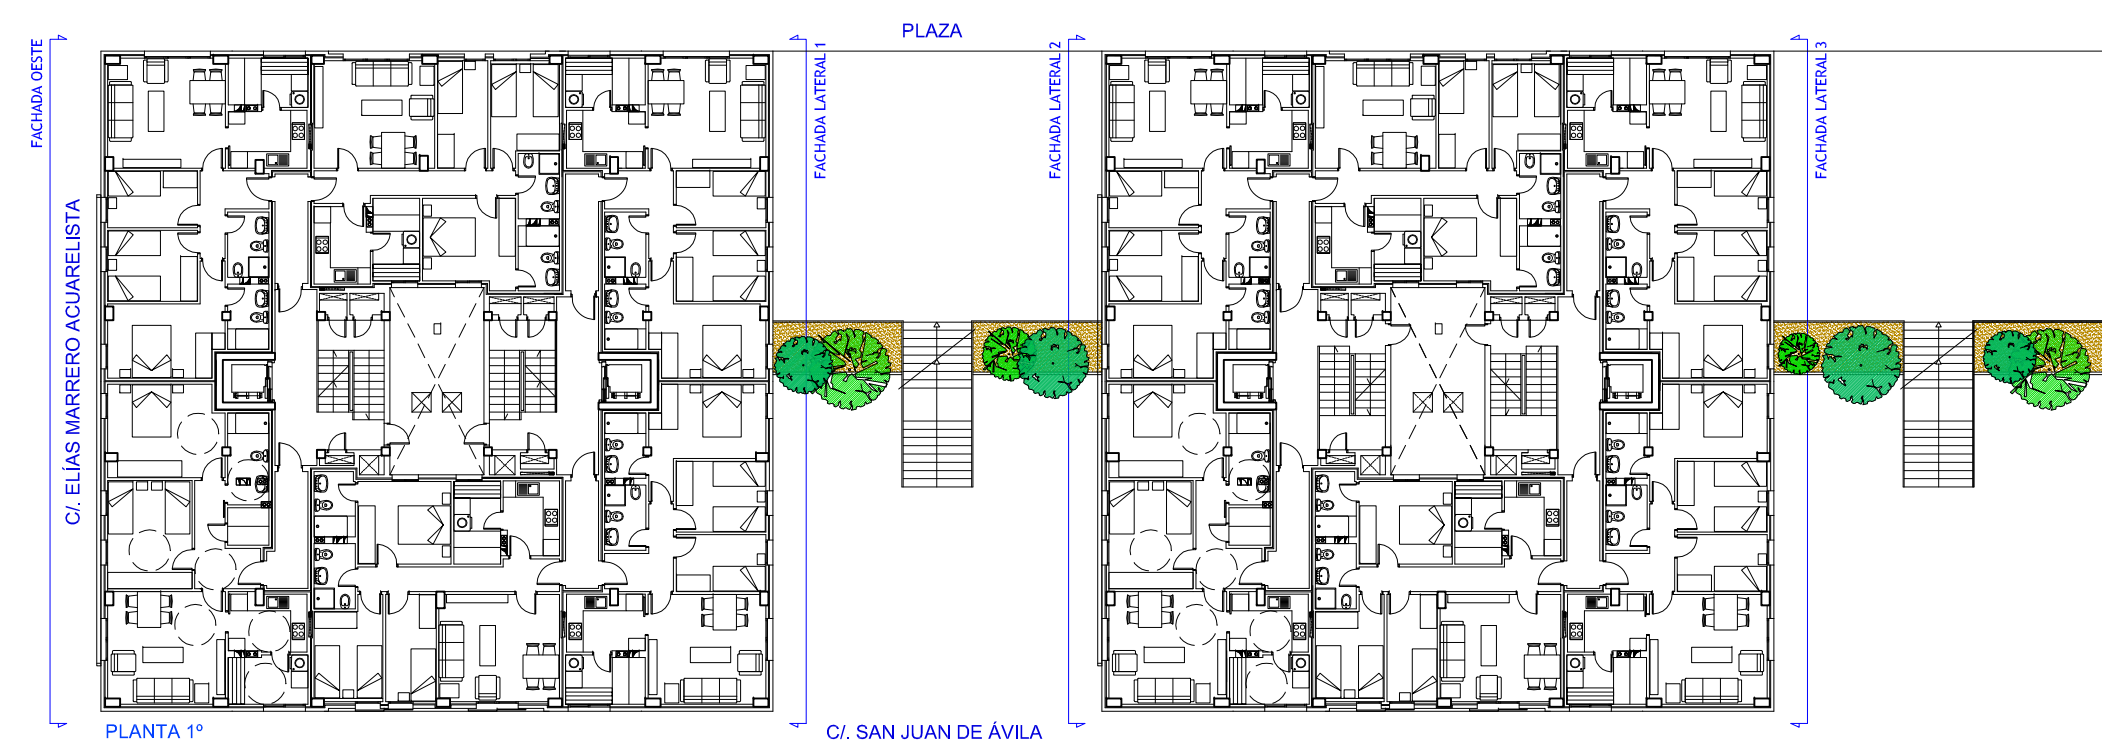 PLAZA
FACHADA OESTE
FACHADA LATERAL 1
FACHADA LATERAL 2
FACHADA LATERAL 3
C/. ELÍAS MARRERO ACUARELISTA
PLANTA 1º
C/. SAN JUAN DE ÁVILA